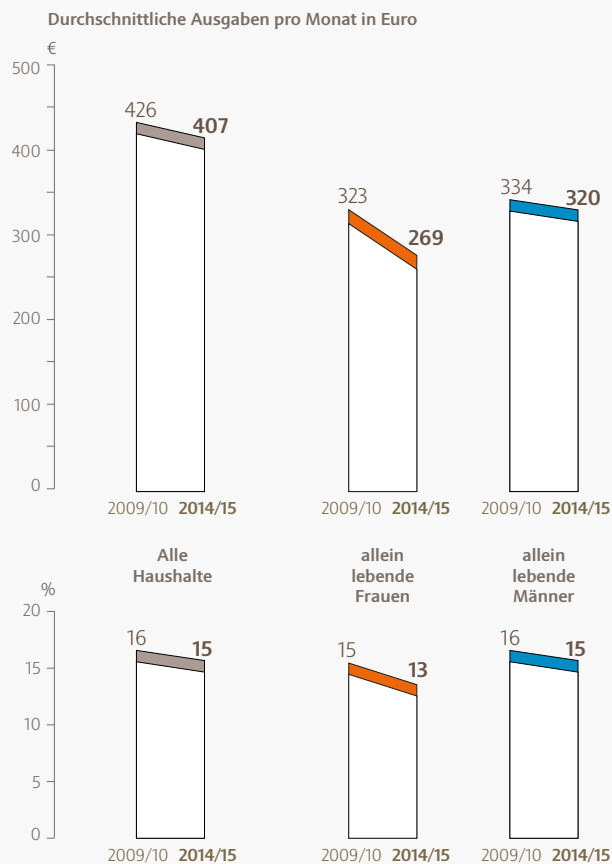 Durchschnittliche Ausgaben pro Monat in Euro
€
500
426
407
400
323
334
320
300
269
200
100
0
2009/10 2014/15 2009/10 2014/15 2009/10 2014/15
Alle
Haushalte
allein
lebende
Frauen
allein
lebende
Männer
%
20
16
15
15
13
16
15
15
10
5
0
2009/10 2014/15 2009/10 2014/15 2009/10 2014/15